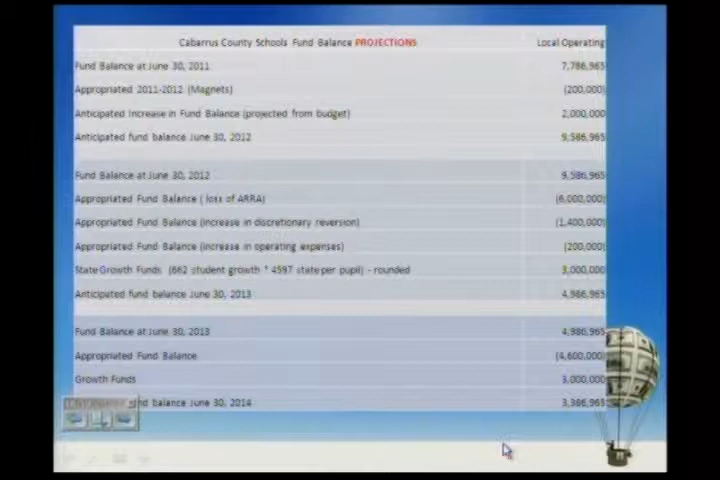 Cabarrus County Schools Fund Balance PROJECTIONS Local Operating
Fund Balance at June 30, 2011 7,786,965
Appropriated 2011-2012 (Magnets) (200,000)
Anticipated Increase in Fund Balance (projected from budget) 2,000,000
Anticipated fund balance June 30, 2012 9,586,965
Fund Balance at June 30, 2012 9,586,965
Appropriated Fund Balance ( loss of ARRA) (6,000,000)
Appropriated Fund Balance (increase in discretionary reversion) (1,400,000)
Appropriated Fund Balance (increase in operating expenses) (200,000)
State Growth Funds (662 student growth * 4597 state per pupil) - rounded 3,000,000
Anticipated fund balance June 30, 2013 4,986,965
Fund Balance at June 30, 2013 4,986,965
Appropriated Fund Balance (4,600,000)
Growth Funds 3,000,000
fund balance June 30, 2014 3,386,965